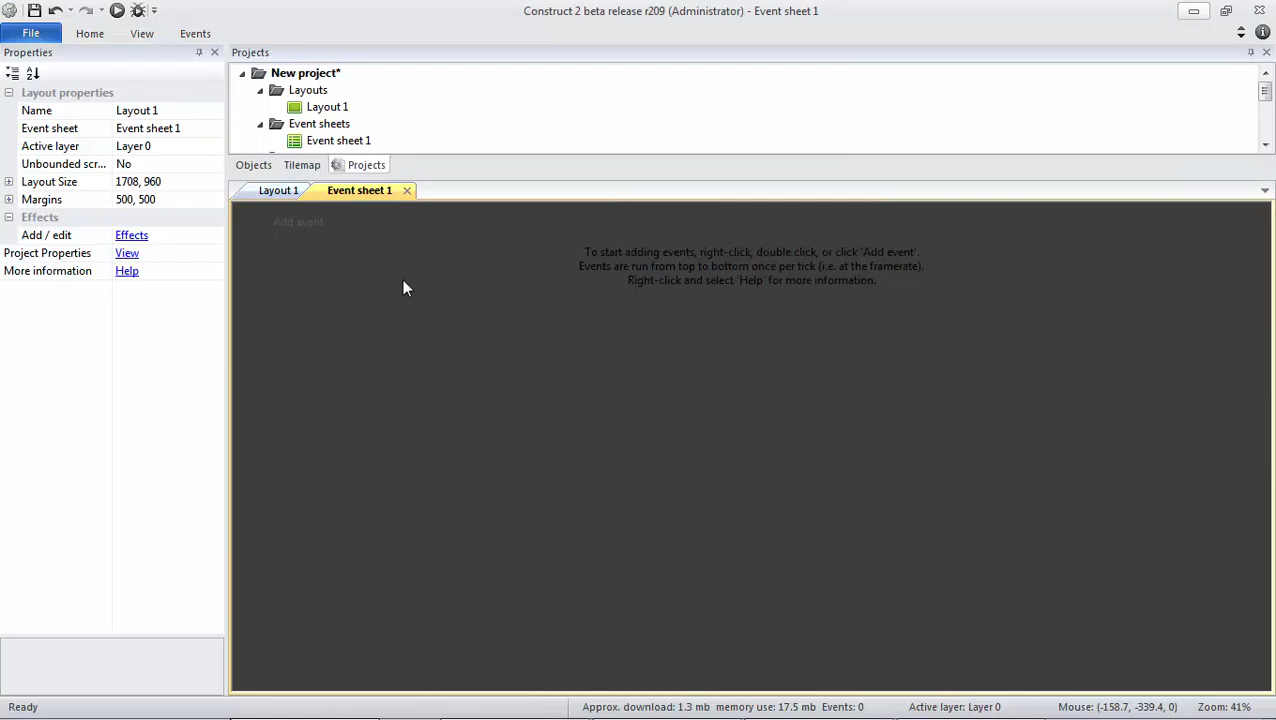 Construct 2 beta release r209 (Administrator) - Event sheet 1
File Home View Events
Properties
Projects
Layout properties
Name Layout 1
Event sheet Event sheet 1
Active layer Layer 0
Unbounded scr... No
Layout Size 1708, 960
Margins 500, 500
Effects
Add / edit Effects
Project Properties View
More information Help
New project*
Layouts
Layout 1
Event sheets
Event sheet 1
Objects Tilemap Projects
Layout 1 Event sheet 1
Add event
To start adding events, right-click, double click, or click 'Add event'.
Events are run from top to bottom once per tick (i.e. at the framerate).
Right-click and select 'Help' for more information.
Ready Approx. download: 1.3 mb memory use: 17.5 mb Events: 0 Active layer: Layer 0 Mouse: (-158.7, -339.4, 0) Zoom: 41%